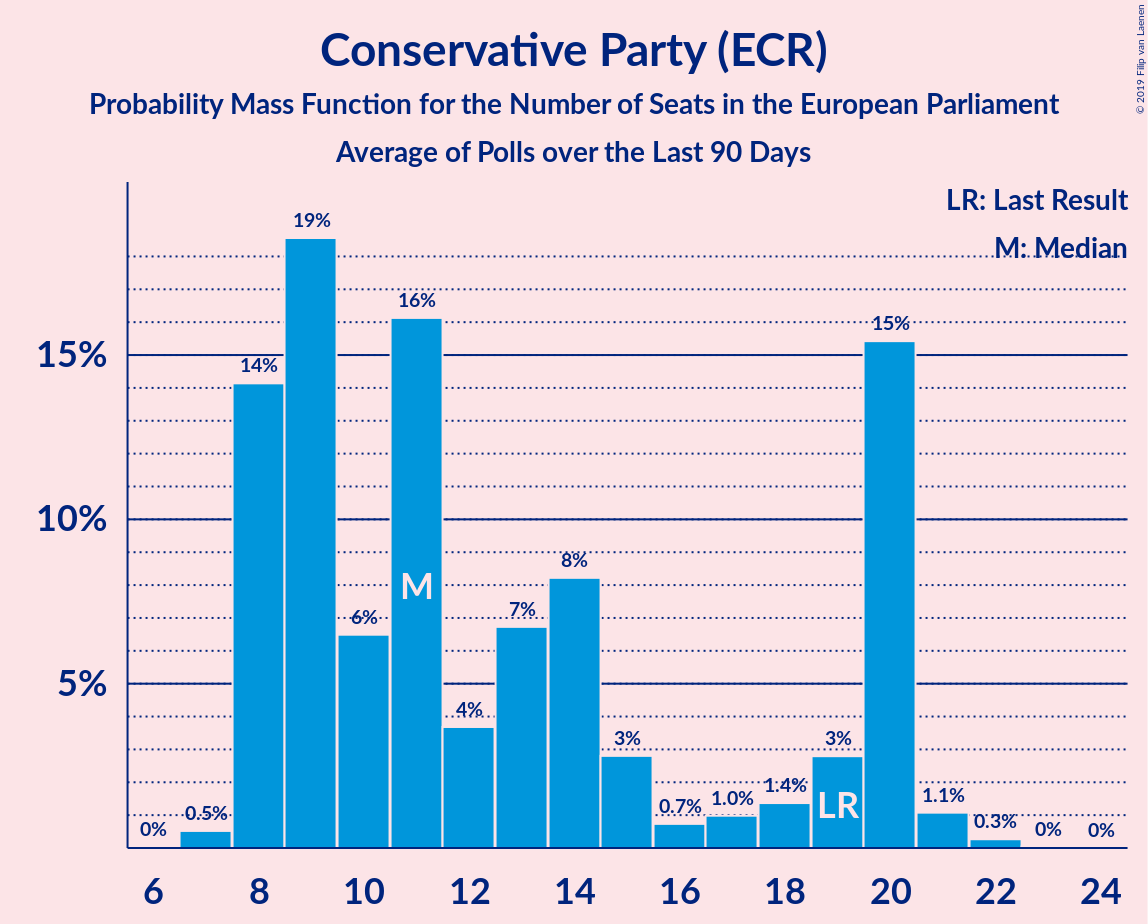 Conservative Party (ECR)
Probability Mass Function for the Number of Seats in the European Parliament
Average of Polls over the Last 90 Days
© 2019 Filip van Laenen
LR: Last Result
M: Median
15%
10%
5%
0%
0.5%
14%
19%
6%
16%
4%
7%
8%
3%
0.7%
1.0%
1.4%
3%
15%
1.1%
0.3%
0%
0%
M
LR
6 8 10 12 14 16 18 20 22 24